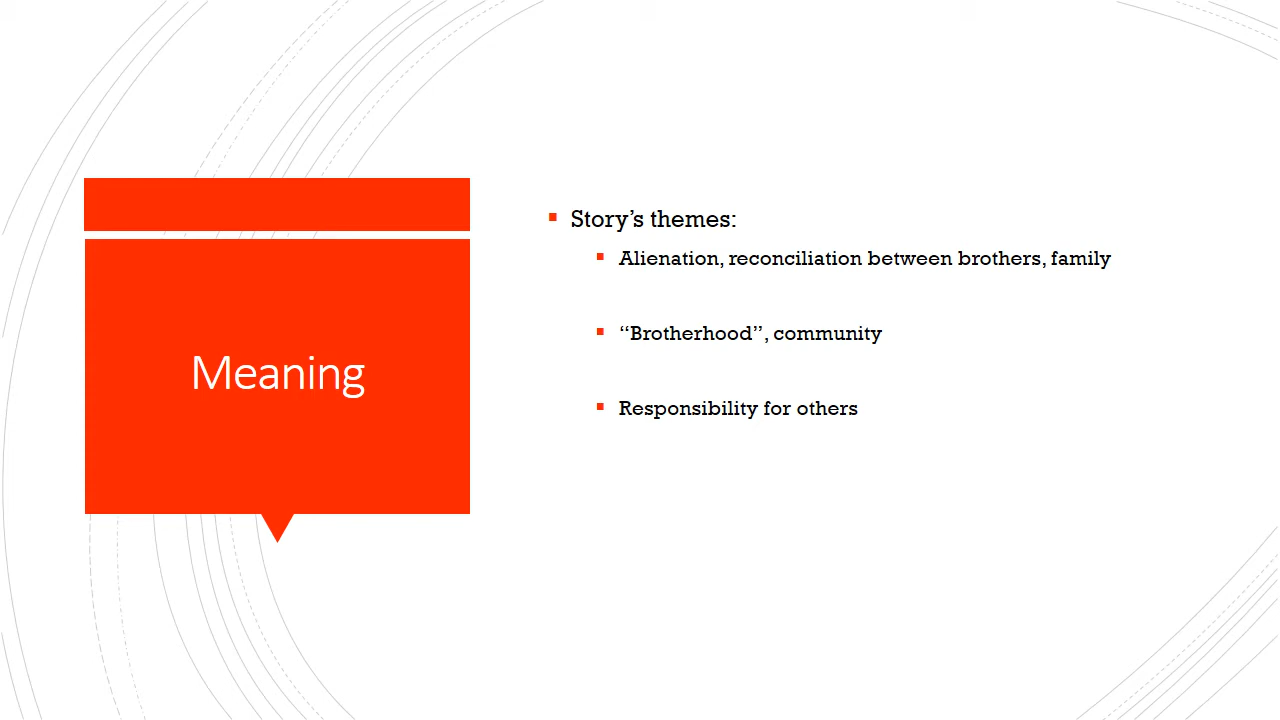 Meaning
Story’s themes:
Alienation, reconciliation between brothers, family
“Brotherhood”, community
Responsibility for others